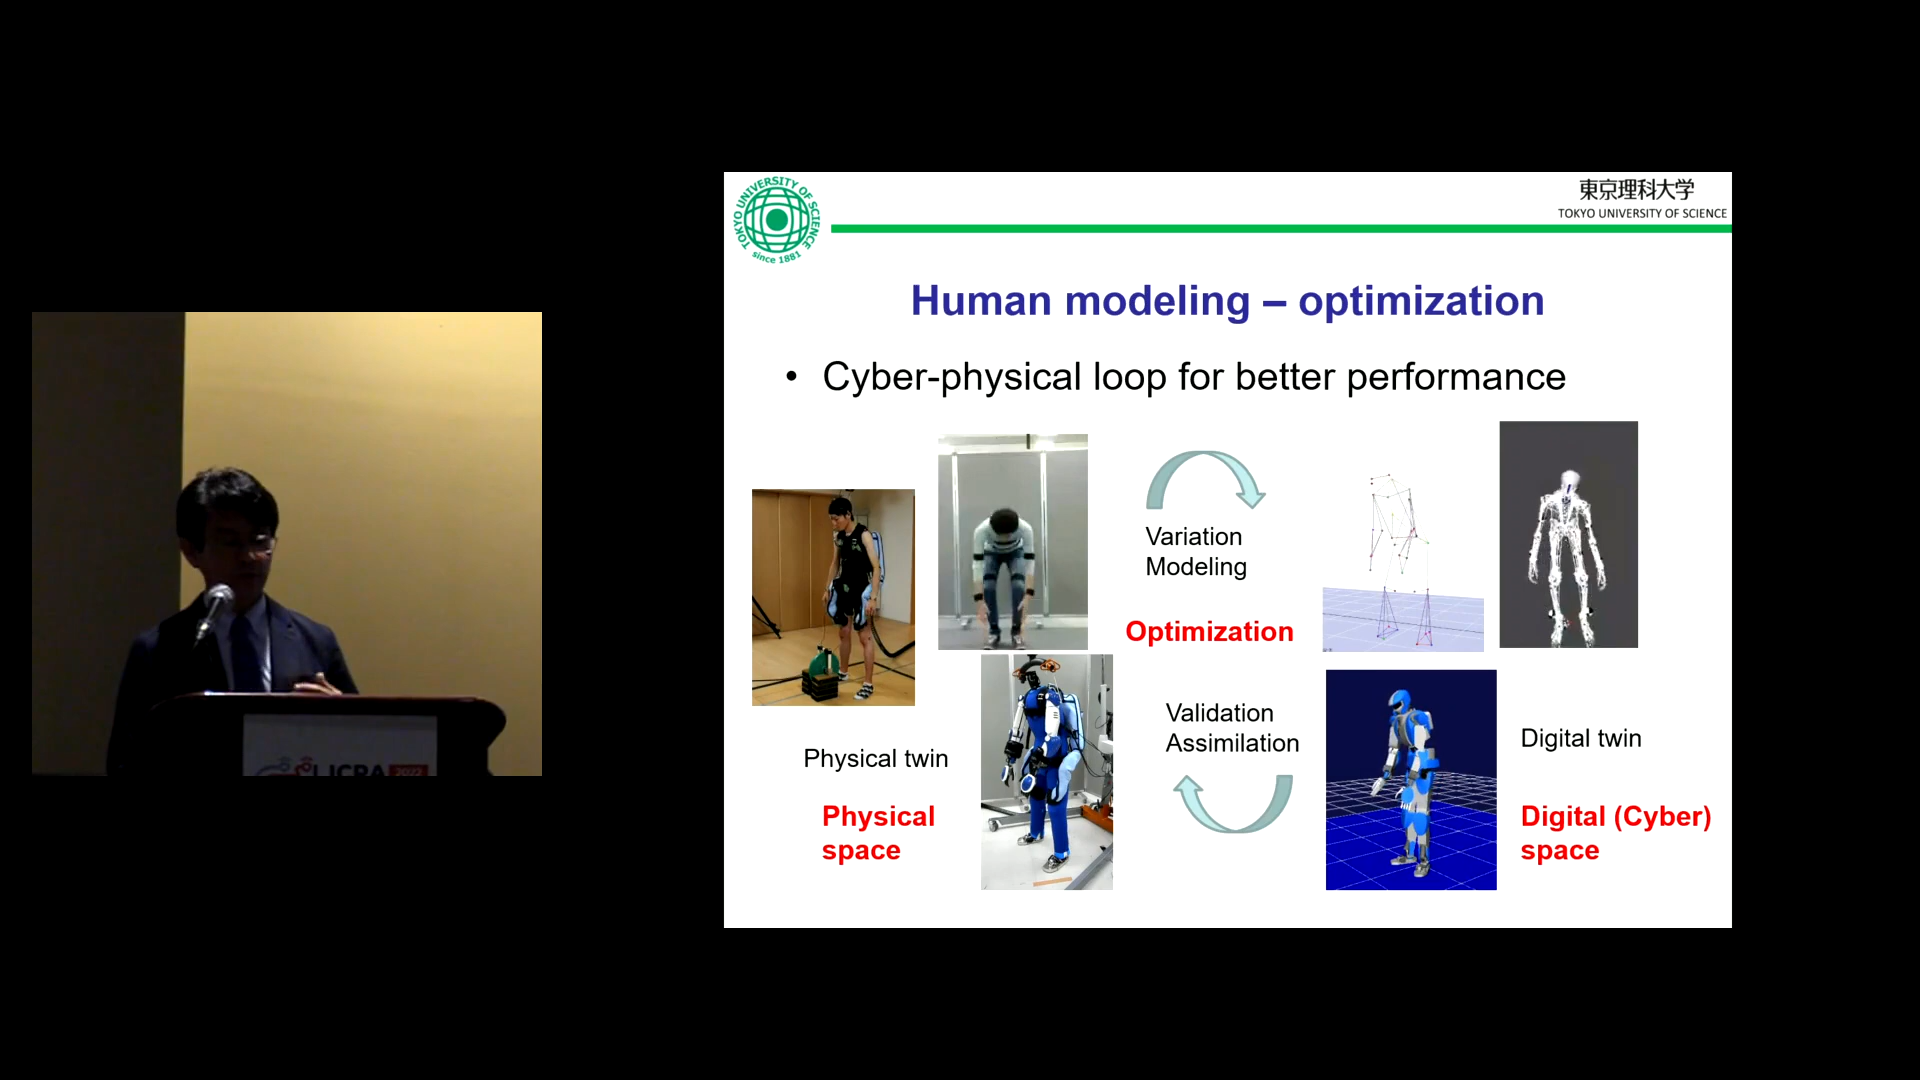 TOKYO UNIVERSITY OF SCIENCE
since 1881
東京理科大学
TOKYO UNIVERSITY OF SCIENCE
Human modeling – optimization
• Cyber-physical loop for better performance
Variation
Modeling
Optimization
Validation
Assimilation
Physical twin
Physical
space
Digital twin
Digital (Cyber)
space
2022